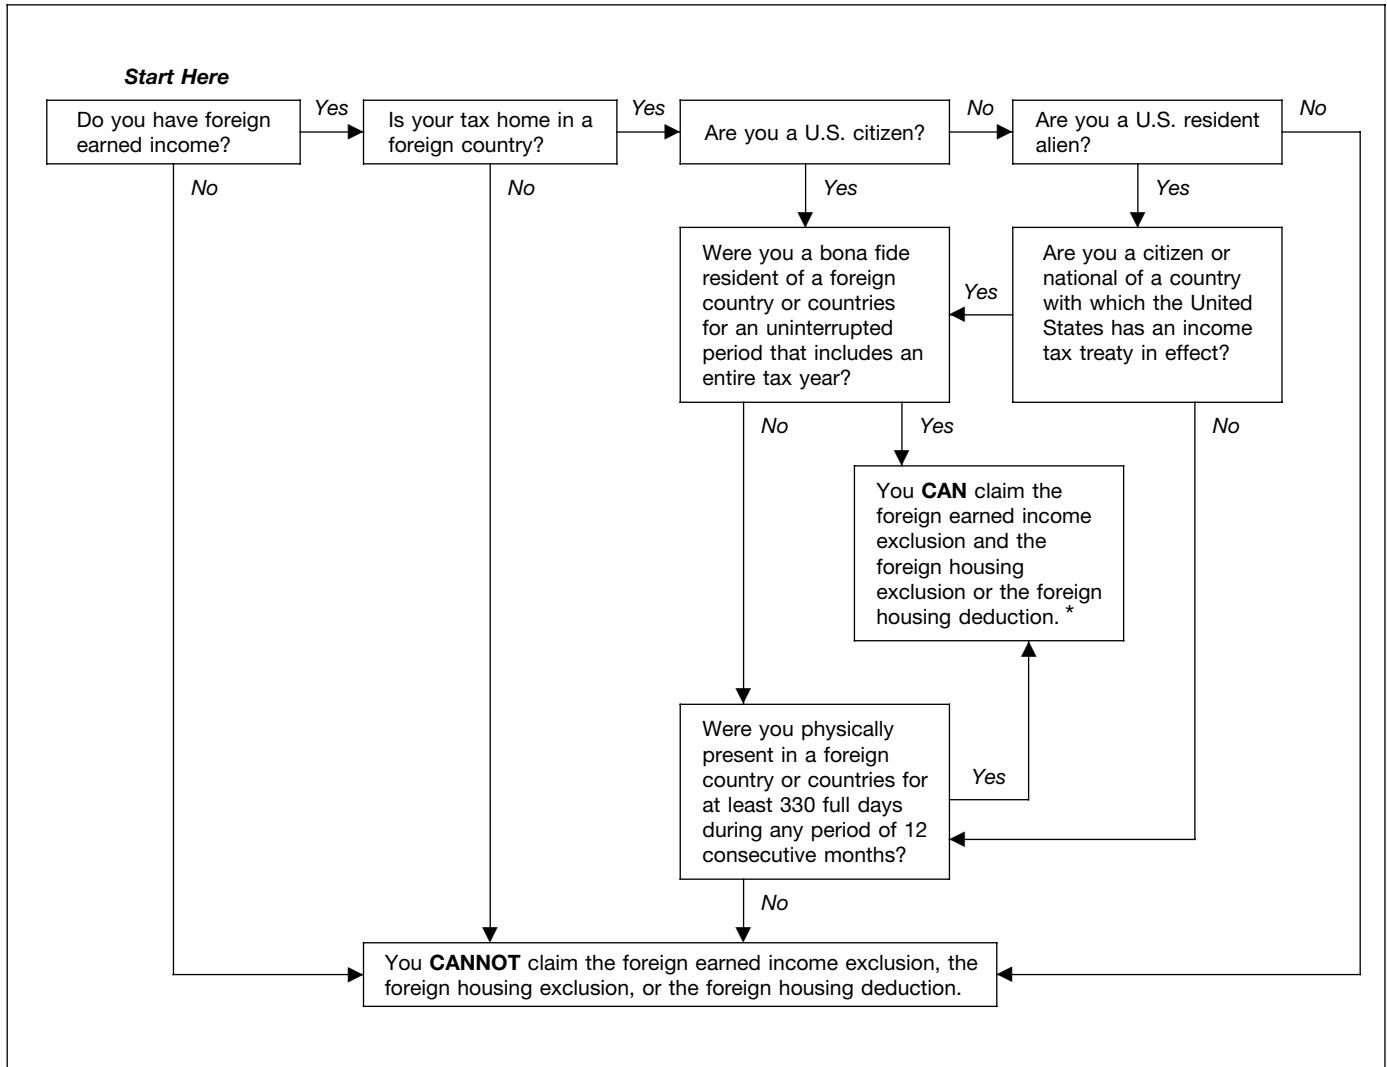 Start Here
Do you have foreign
earned income?
Yes
Is your tax home in a
foreign country?
Yes
Are you a U.S. citizen?
No
Are you a U.S. resident
alien?
No
No
No
Yes
Yes
Were you a bona fide
resident of a foreign
country or countries
for an uninterrupted
period that includes an
entire tax year?
Yes
Are you a citizen or
national of a country
with which the United
States has an income
tax treaty in effect?
No
Yes
No
You CAN claim the
foreign earned income
exclusion and the
foreign housing
exclusion or the foreign
housing deduction. *
Were you physically
present in a foreign
country or countries for
at least 330 full days
during any period of 12
consecutive months?
Yes
No
You CANNOT claim the foreign earned income exclusion, the
foreign housing exclusion, or the foreign housing deduction.